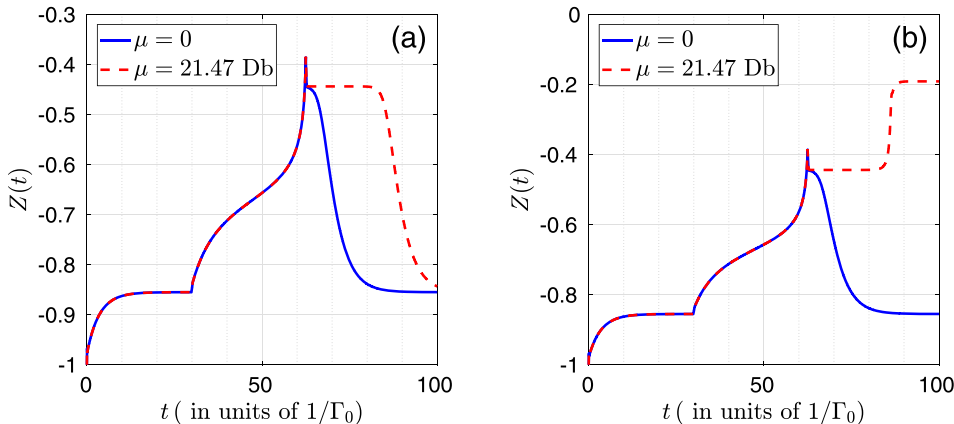 (a)
μ = 0
μ = 21.47 Db
-0.3
-0.4
-0.5
-0.6
-0.7
-0.8
-0.9
-1
Z(t)
0 50 100
t ( in units of 1/Γ₀)
(b)
μ = 0
μ = 21.47 Db
0
-0.2
-0.4
-0.6
-0.8
-1
Z(t)
0 50 100
t ( in units of 1/Γ₀)